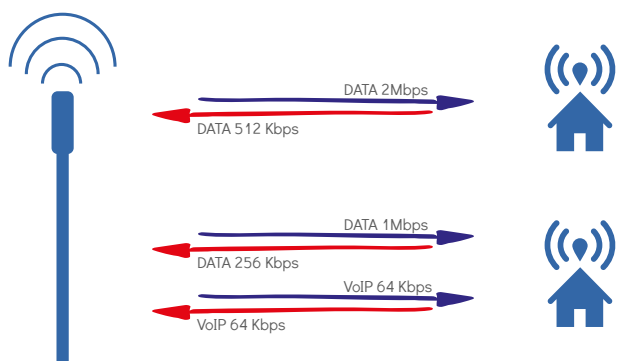 DATA 2Mbps
DATA 512 Kbps
DATA 1Mbps
DATA 256 Kbps
VoIP 64 Kbps
VoIP 64 Kbps